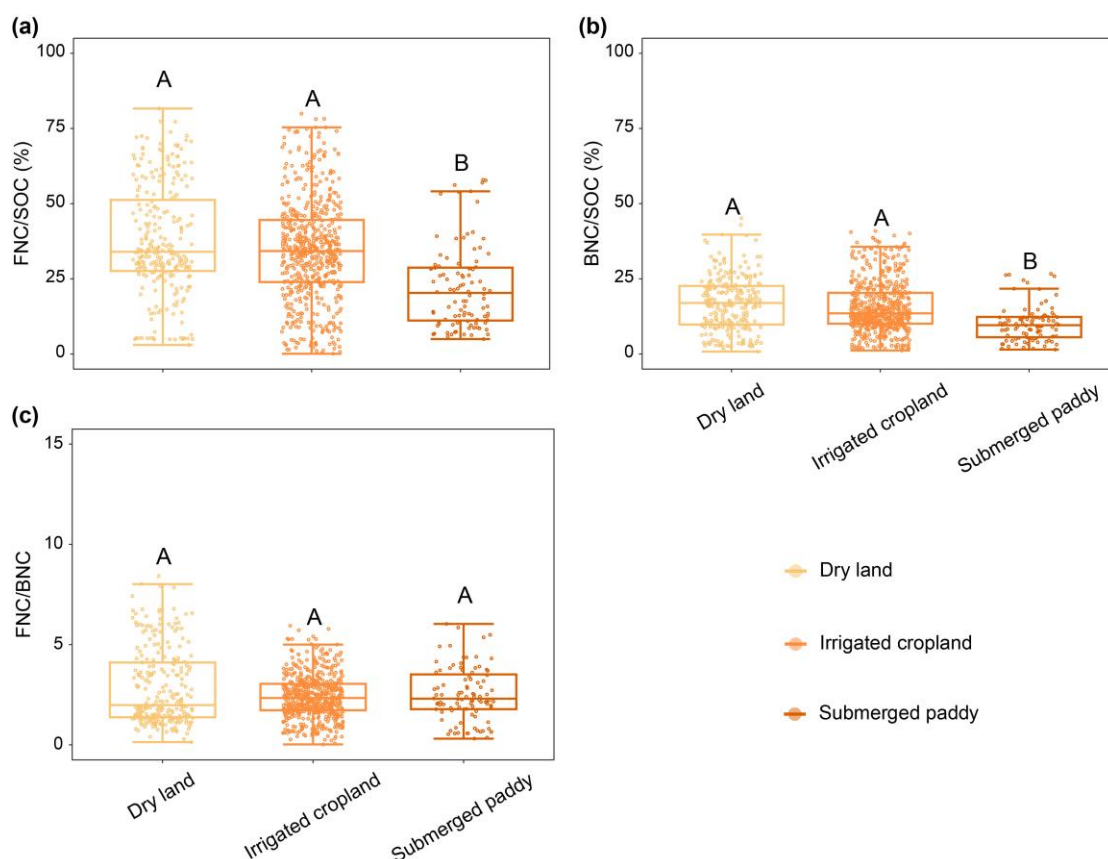 (a)
100
75
50
25
0
FNC/SOC (%)
A
A
B
(b)
100
75
50
25
0
BNC/SOC (%)
A
A
B
Dry land
Irrigated cropland
Submerged paddy
(c)
15
10
5
0
FNC/BNC
A
A
A
Dry land
Irrigated cropland
Submerged paddy
Dry land
Irrigated cropland
Submerged paddy